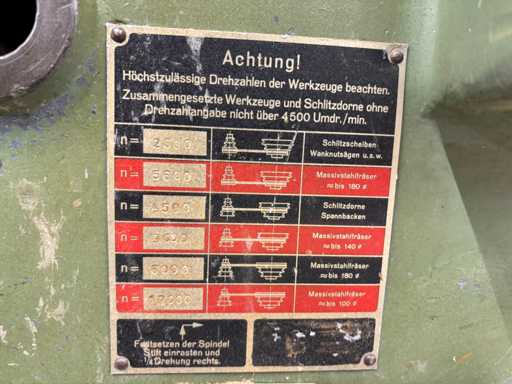 Achtung!
Höchstzulässige Drehzahlen der Werkzeuge beachten.
Zusammengesetzte Werkzeuge und Schlitzdorne ohne
Drehzahlangabe nicht über 4500 Umdr./min.
n= Schlitzscheiben
Wanknutsägen u.s.w.
n= Massivstahlfräser
≈ bis 180 ø
n= Schlitzdorne
Spannbacken
n= Massivstahlfräser
≈ bis 140 ø
n= Massivstahlfräser
≈ bis 180 ø
n= Massivstahlfräser
≈ bis 100 ø
Festsetzen der Spindel
Stift einrasten und
Drehung rechts.